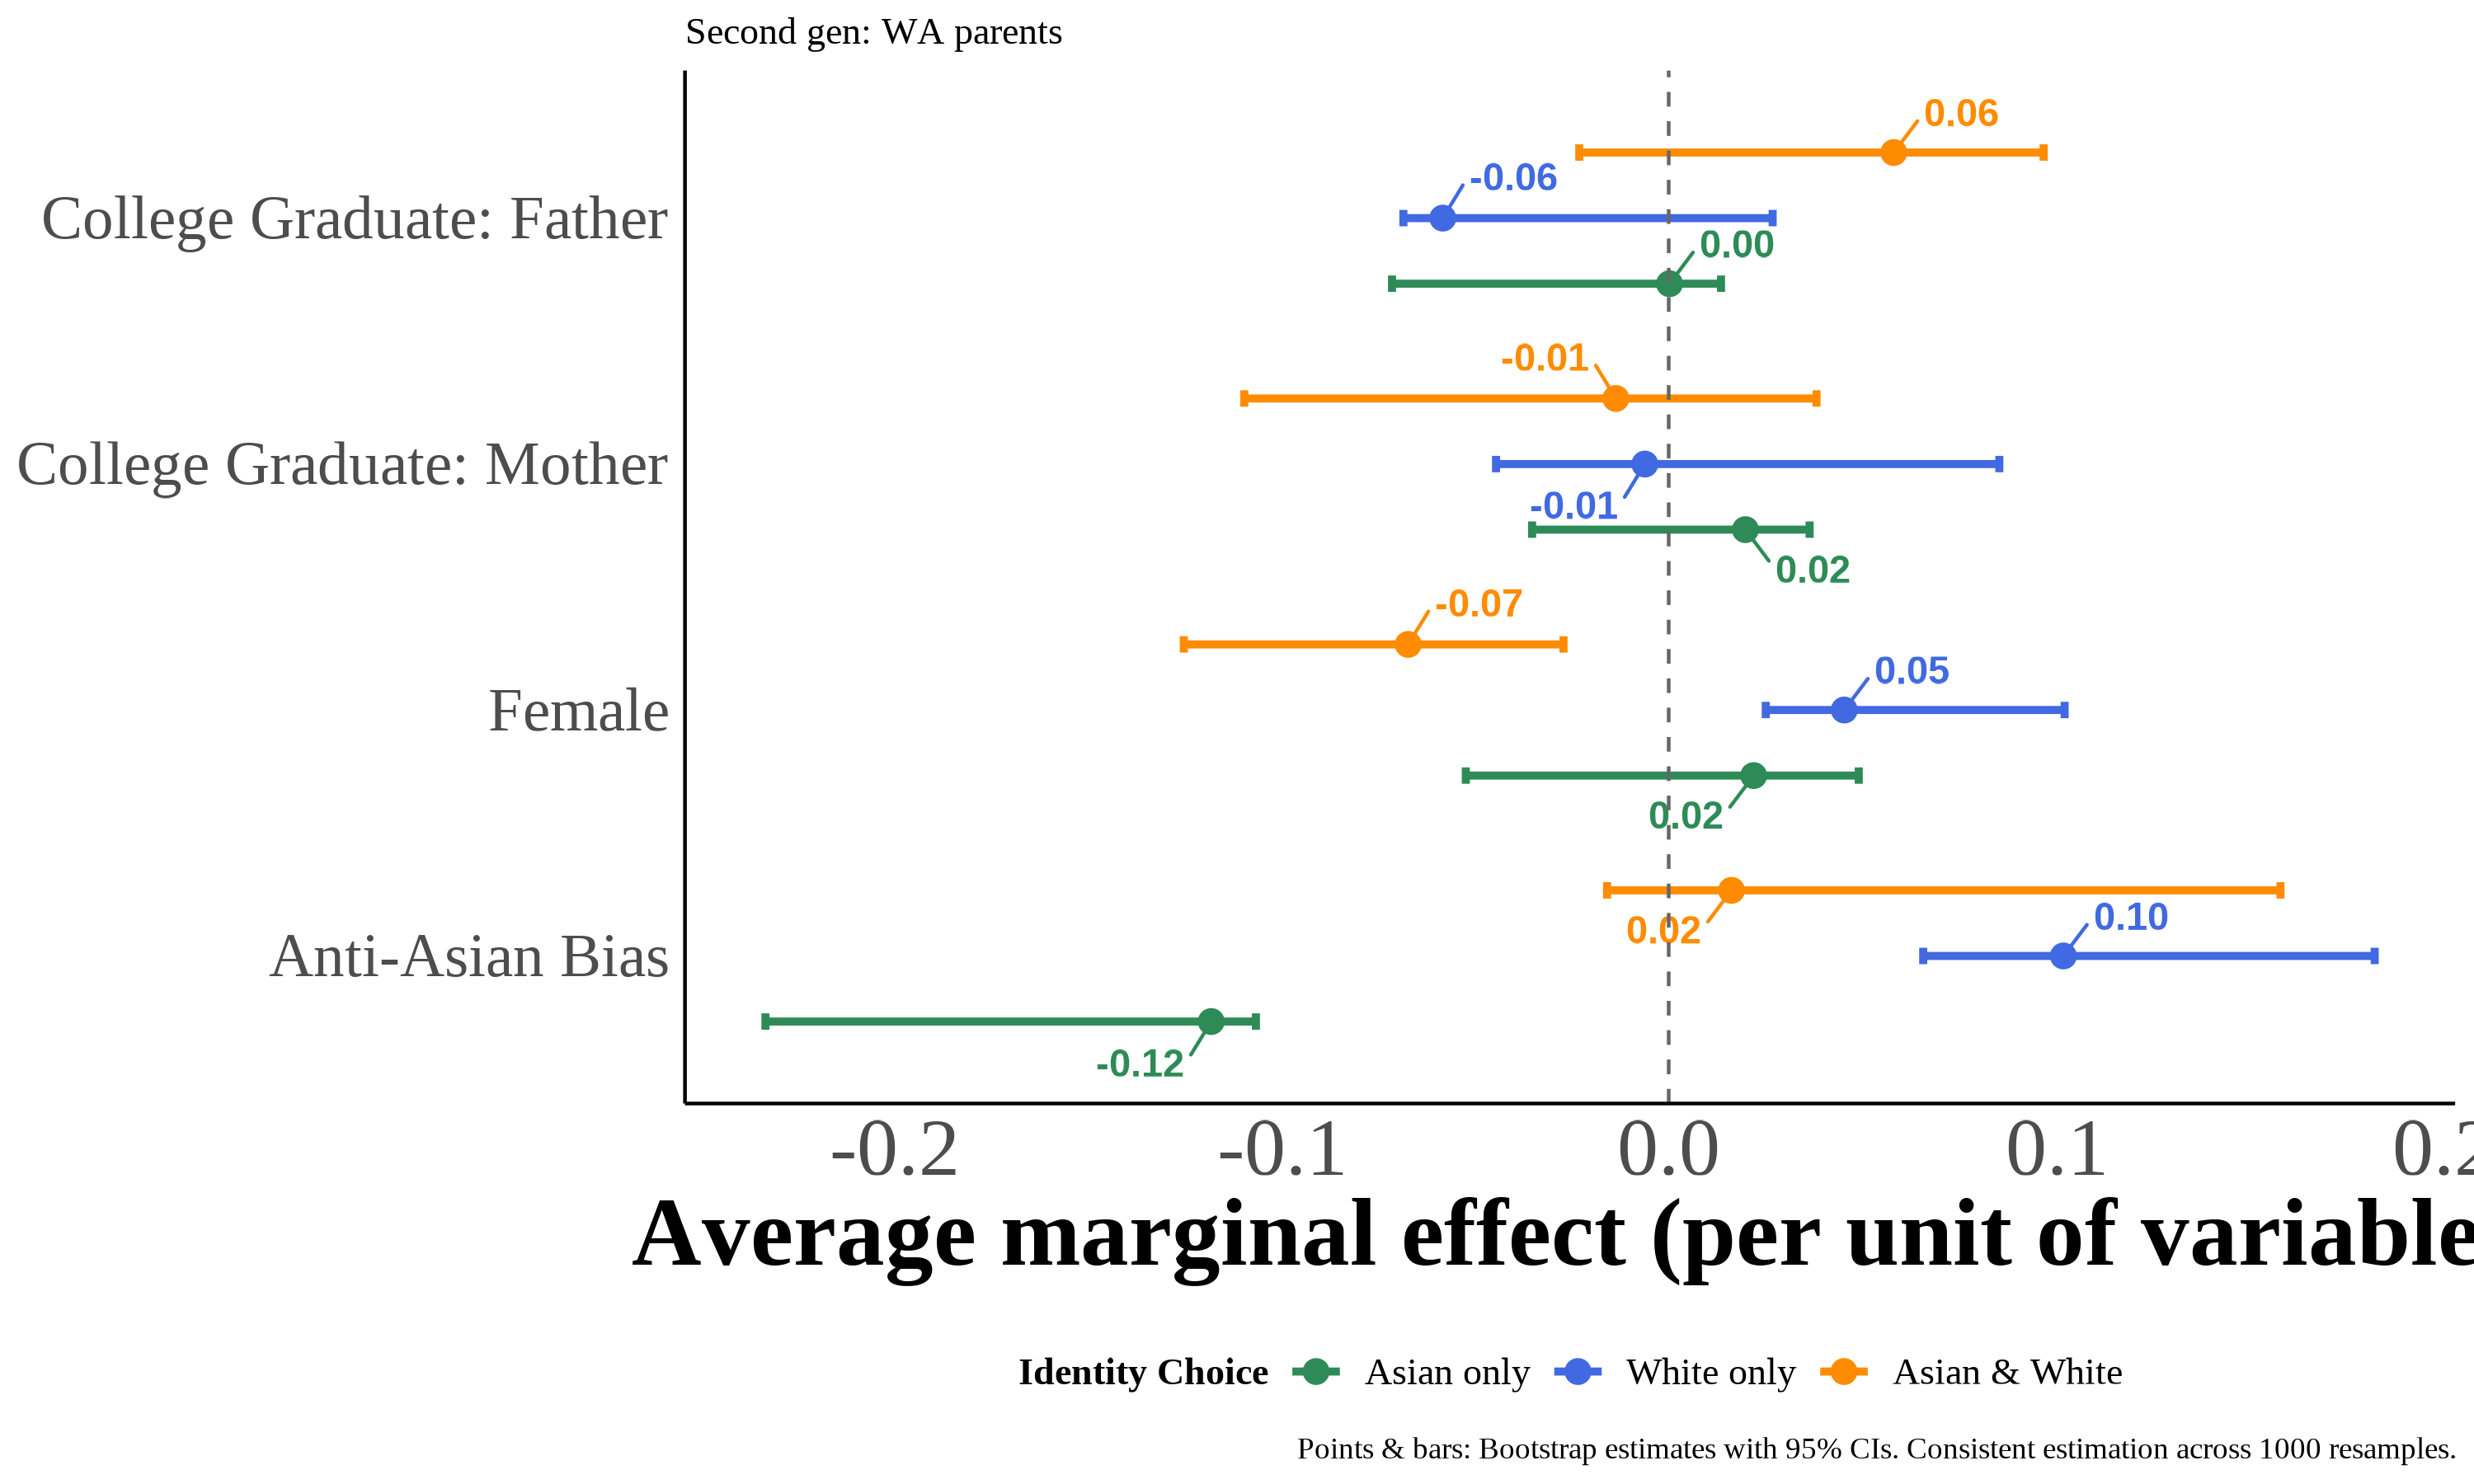 Second gen: WA parents
0.06
-0.06
College Graduate: Father
0.00
-0.01
College Graduate: Mother
-0.01
0.02
-0.07
0.05
Female
0.02
0.02
0.10
Anti-Asian Bias
-0.12
-0.2 -0.1 0.0 0.1 0.2
Average marginal effect (per unit of variable
Identity Choice Asian only White only Asian & White
Points & bars: Bootstrap estimates with 95% CIs. Consistent estimation across 1000 resamples.